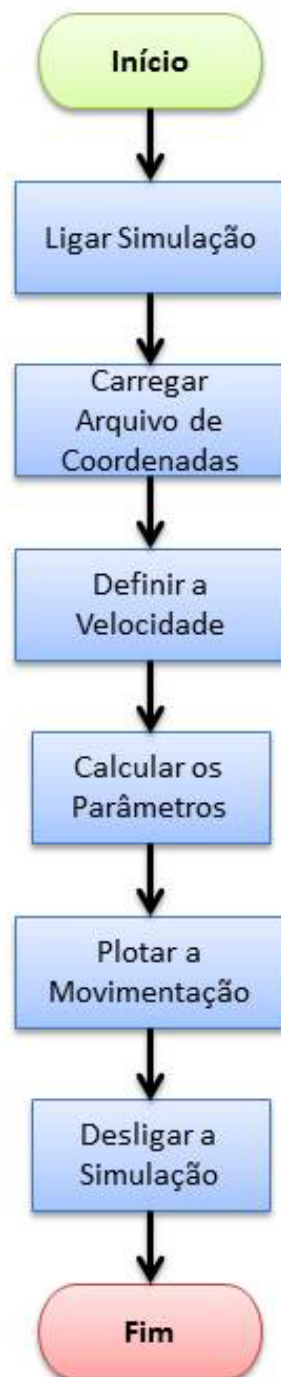 Início
Ligar Simulação
Carregar
Arquivo de
Coordenadas
Definir a
Velocidade
Calcular os
Parâmetros
Plotar a
Movimentação
Desligar a
Simulação
Fim